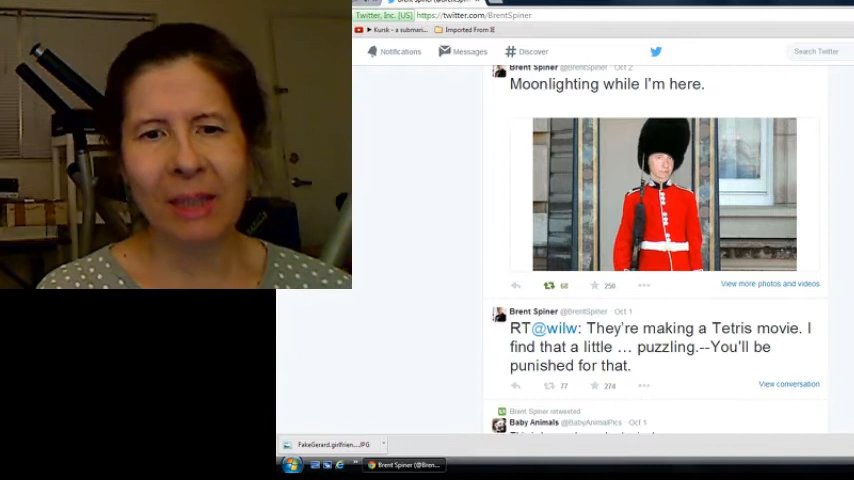 Brent Spiner (@BrentSpiner)
Twitter, Inc. [US] https://twitter.com/BrentSpiner
Kursk - a submari... Imported From IE
Notifications Messages # Discover Search Twitter
Brent Spiner @BrentSpiner · Oct 2
Moonlighting while I'm here.
68 250 ... View more photos and videos
Brent Spiner @BrentSpiner · Oct 1
RT@wilw: They're making a Tetris movie. I
find that a little ... puzzling.--You'll be
punished for that.
77 274 ... View conversation
Brent Spiner retweeted
Baby Animals @BabyAnimalPics · Oct 1
FakeGerard.girlfrien....JPG
Brent Spiner (@Bren...